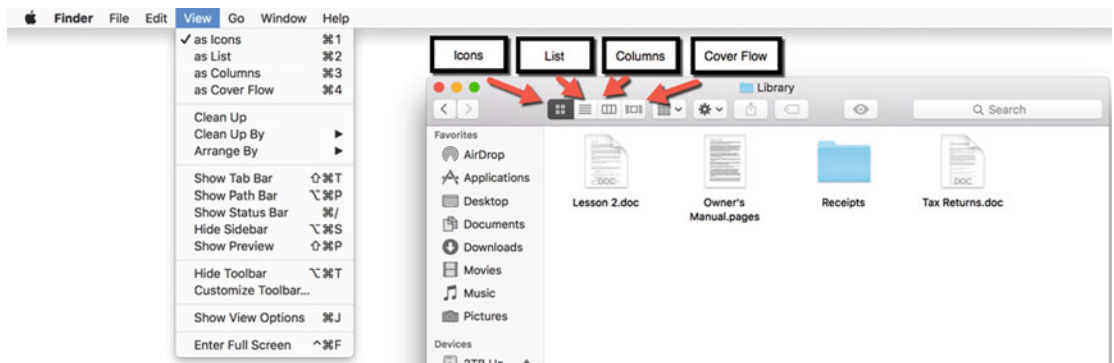 Finder File Edit View Go Window Help
✓ as Icons ⌘1
as List ⌘2
as Columns ⌘3
as Cover Flow ⌘4
Clean Up
Clean Up By ▶
Arrange By ▶
Show Tab Bar ⇧⌘T
Show Path Bar ⌥⌘P
Show Status Bar ⌘/
Hide Sidebar ⌥⌘S
Show Preview ⇧⌘P
Hide Toolbar ⌥⌘T
Customize Toolbar...
Show View Options ⌘J
Enter Full Screen ^⌘F
Icons List Columns Cover Flow
Library
Search
Favorites
AirDrop
Applications
Desktop
Documents
Downloads
Movies
Music
Pictures
Devices
DOC
Lesson 2.doc
Owner's
Manual.pages
Receipts
DOC
Tax Returns.doc